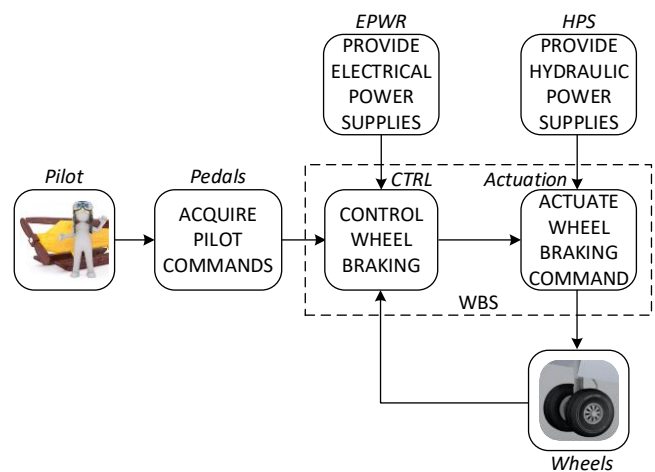 EPWR
PROVIDE
ELECTRICAL
POWER
SUPPLIES
HPS
PROVIDE
HYDRAULIC
POWER
SUPPLIES
Pilot
Pedals
ACQUIRE
PILOT
COMMANDS
CTRL
CONTROL
WHEEL
BRAKING
Actuation
ACTUATE
WHEEL
BRAKING
COMMAND
WBS
Wheels